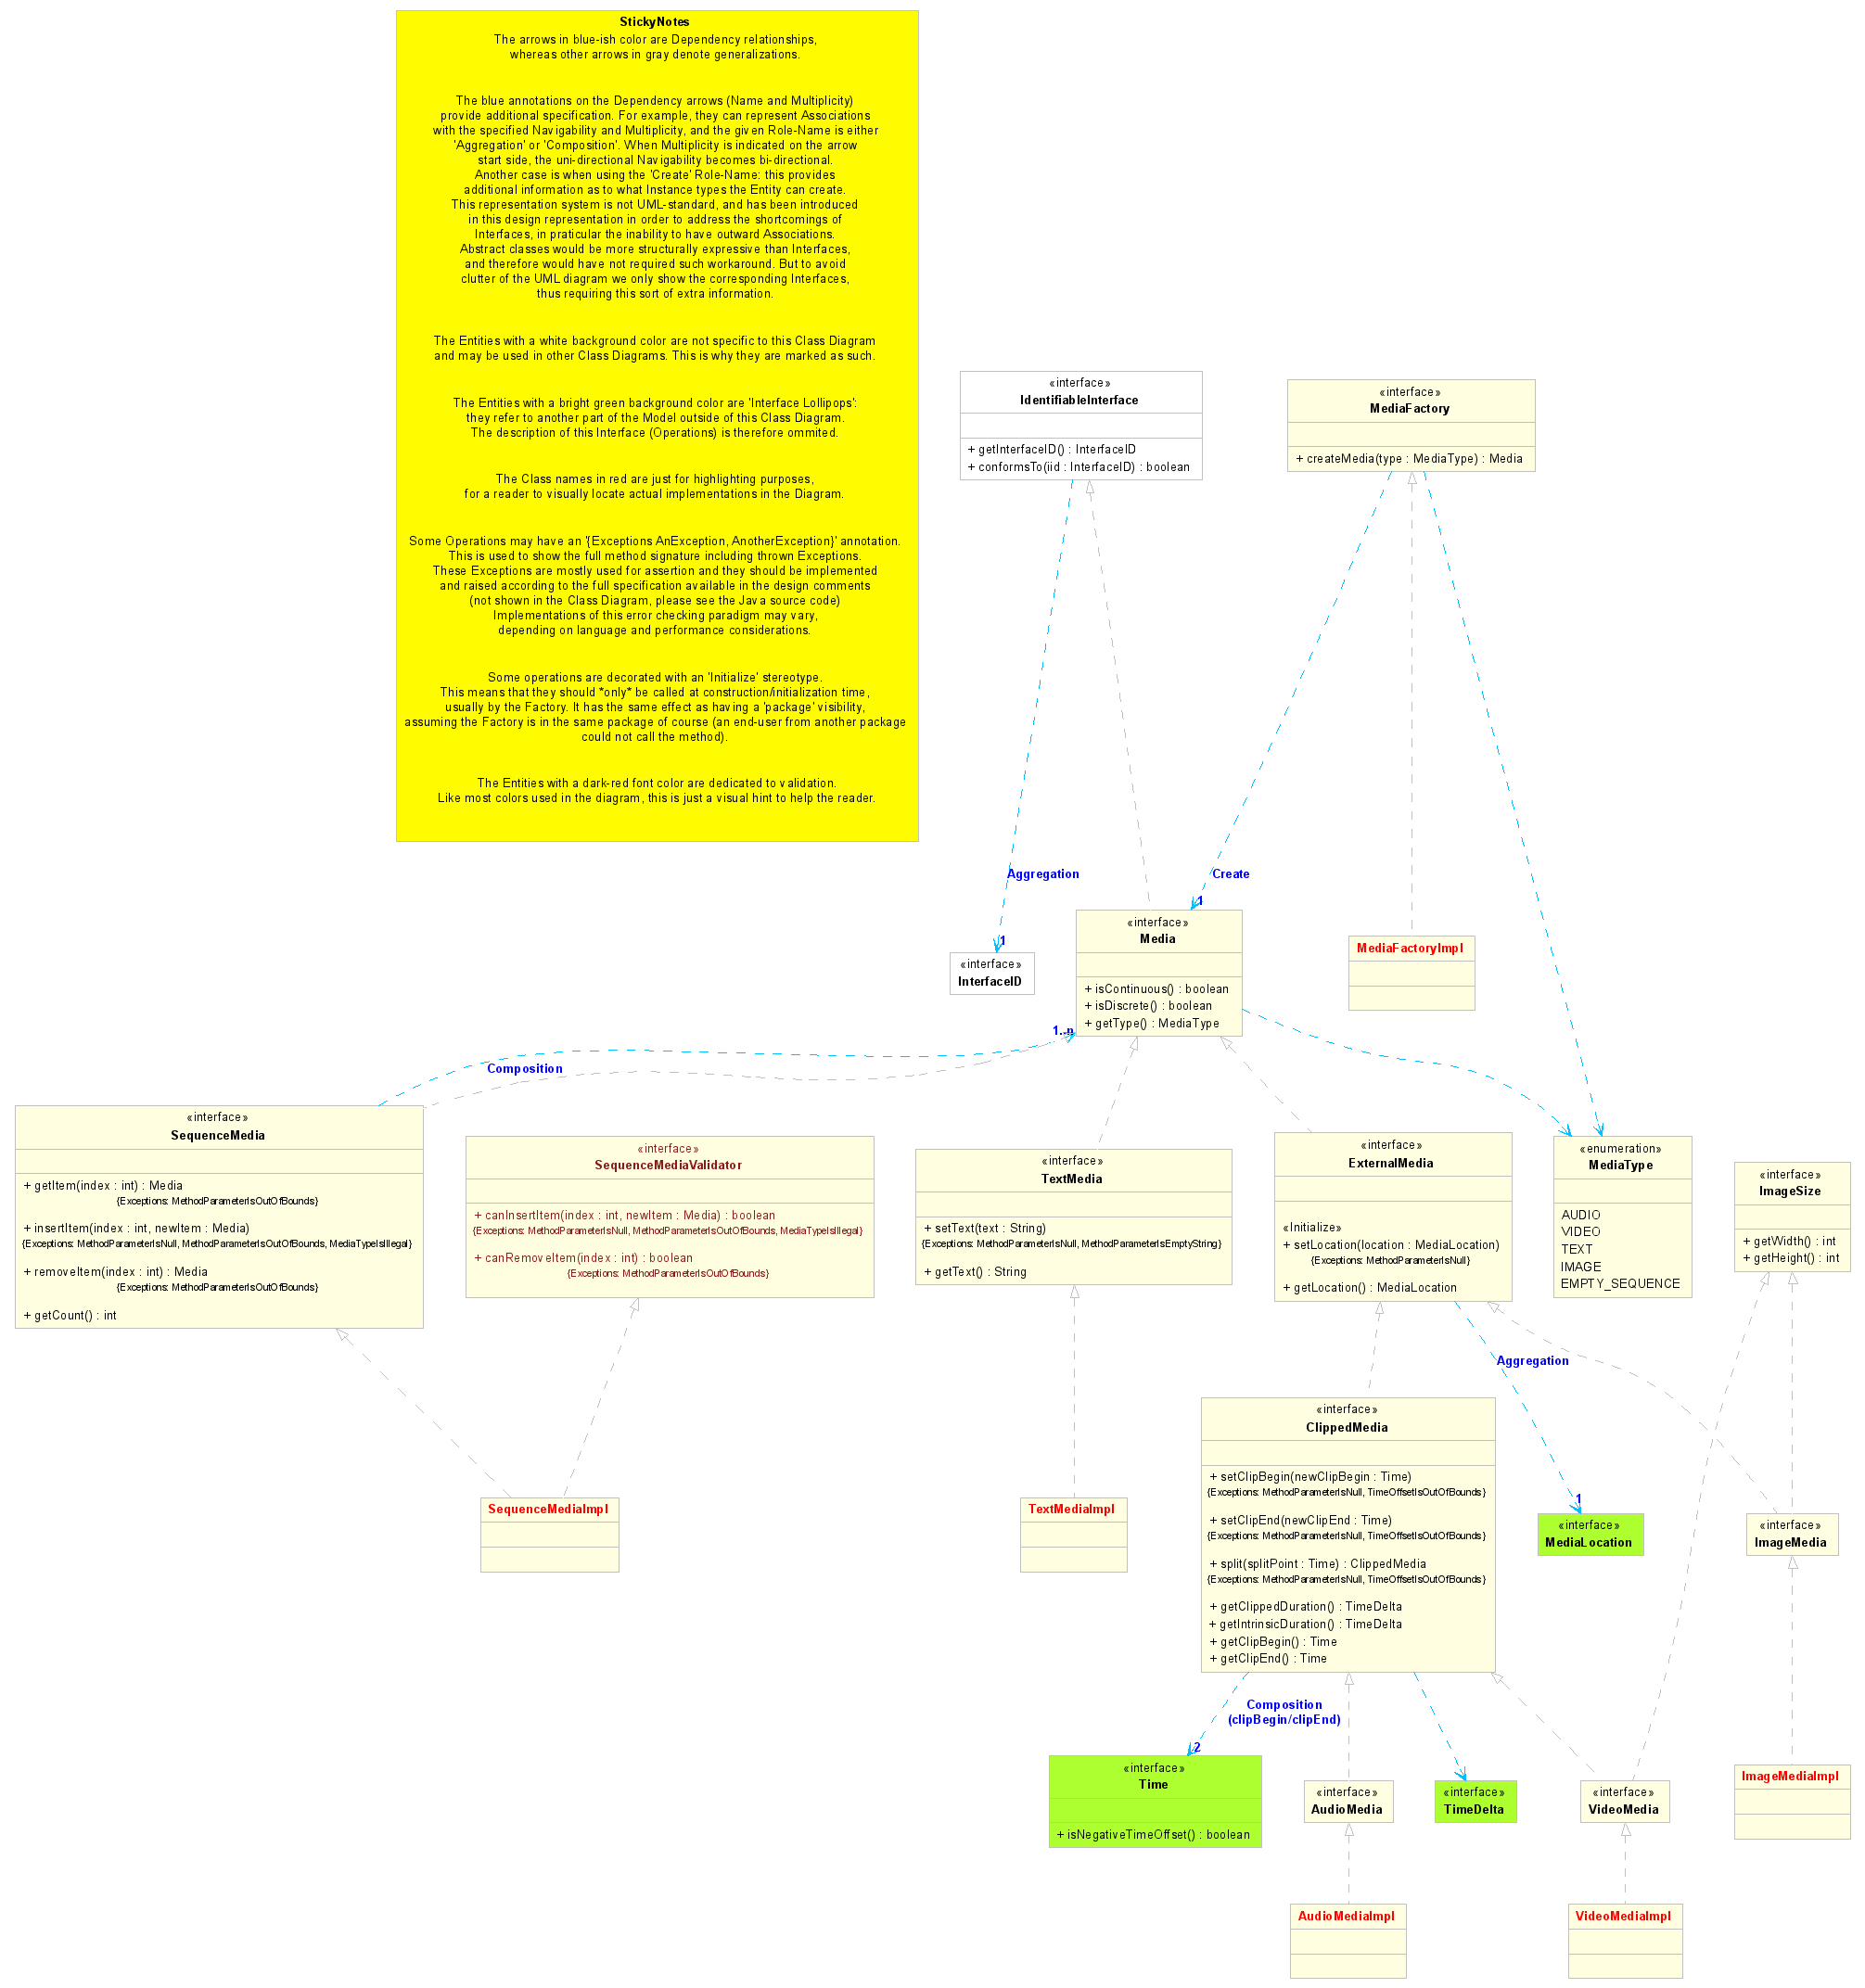 StickyNotes
The arrows in blue-ish color are Dependency relationships,
whereas other arrows in gray denote generalizations.
The blue annotations on the Dependency arrows (Name and Multiplicity)
provide additional specification. For example, they can represent Associations
with the specified Navigability and Multiplicity, and the given Role-Name is either
'Aggregation' or 'Composition'. When Multiplicity is indicated on the arrow
start side, the uni-directional Navigability becomes bi-directional.
Another case is when using the 'Create' Role-Name: this provides
additional information as to what Instance types the Entity can create.
This representation system is not UML-standard, and has been introduced
in this design representation in order to address the shortcomings of
Interfaces, in praticular the inability to have outward Associations.
Abstract classes would be more structurally expressive than Interfaces,
and therefore would have not required such workaround. But to avoid
clutter of the UML diagram we only show the corresponding Interfaces,
thus requiring this sort of extra information.
The Entities with a white background color are not specific to this Class Diagram
and may be used in other Class Diagrams. This is why they are marked as such.
The Entities with a bright green background color are 'Interface Lollipops':
they refer to another part of the Model outside of this Class Diagram.
The description of this Interface (Operations) is therefore ommited.
The Class names in red are just for highlighting purposes,
for a reader to visually locate actual implementations in the Diagram.
Some Operations may have an '{Exceptions AnException, AnotherException}' annotation.
This is used to show the full method signature including thrown Exceptions.
These Exceptions are mostly used for assertion and they should be implemented
and raised according to the full specification available in the design comments
(not shown in the Class Diagram, please see the Java source code)
Implementations of this error checking paradigm may vary,
depending on language and performance considerations.
Some operations are decorated with an 'Initialize' stereotype.
This means that they should *only* be called at construction/initialization time,
usually by the Factory. It has the same effect as having a 'package' visibility,
assuming the Factory is in the same package of course (an end-user from another package
could not call the method).
The Entities with a dark-red font color are dedicated to validation.
Like most colors used in the diagram, this is just a visual hint to help the reader.
«interface»
IdentifiableInterface
+ getInterfaceID() : InterfaceID
+ conformsTo(iid : InterfaceID) : boolean
«interface»
MediaFactory
+ createMedia(type : MediaType) : Media
Aggregation
1
Create
1
«interface»
InterfaceID
«interface»
Media
+ isContinuous() : boolean
+ isDiscrete() : boolean
+ getType() : MediaType
MediaFactoryImpl
1..n
Composition
«interface»
SequenceMedia
+ getItem(index : int) : Media
{Exceptions: MethodParameterIsOutOfBounds}
+ insertItem(index : int, newItem : Media)
{Exceptions: MethodParameterIsNull, MethodParameterIsOutOfBounds, MediaTypeIsIllegal}
+ removeItem(index : int) : Media
{Exceptions: MethodParameterIsOutOfBounds}
+ getCount() : int
«interface»
SequenceMediaValidator
+ canInsertItem(index : int, newItem : Media) : boolean
{Exceptions: MethodParameterIsNull, MethodParameterIsOutOfBounds, MediaTypeIsIllegal}
+ canRemoveItem(index : int) : boolean
{Exceptions: MethodParameterIsOutOfBounds}
«interface»
TextMedia
+ setText(text : String)
{Exceptions: MethodParameterIsNull, MethodParameterIsEmptyString}
+ getText() : String
«interface»
ExternalMedia
«Initialize»
+ setLocation(location : MediaLocation)
{Exceptions: MethodParameterIsNull}
+ getLocation() : MediaLocation
«enumeration»
MediaType
AUDIO
VIDEO
TEXT
IMAGE
EMPTY_SEQUENCE
«interface»
ImageSize
+ getWidth() : int
+ getHeight() : int
Aggregation
1
«interface»
ClippedMedia
+ setClipBegin(newClipBegin : Time)
{Exceptions: MethodParameterIsNull, TimeOffsetIsOutOfBounds}
+ setClipEnd(newClipEnd : Time)
{Exceptions: MethodParameterIsNull, TimeOffsetIsOutOfBounds}
+ split(splitPoint : Time) : ClippedMedia
{Exceptions: MethodParameterIsNull, TimeOffsetIsOutOfBounds}
+ getClippedDuration() : TimeDelta
+ getIntrinsicDuration() : TimeDelta
+ getClipBegin() : Time
+ getClipEnd() : Time
SequenceMediaImpl
TextMediaImpl
«interface»
MediaLocation
«interface»
ImageMedia
Composition
(clipBegin/clipEnd)
2
«interface»
Time
+ isNegativeTimeOffset() : boolean
«interface»
AudioMedia
«interface»
TimeDelta
«interface»
VideoMedia
ImageMediaImpl
AudioMediaImpl
VideoMediaImpl